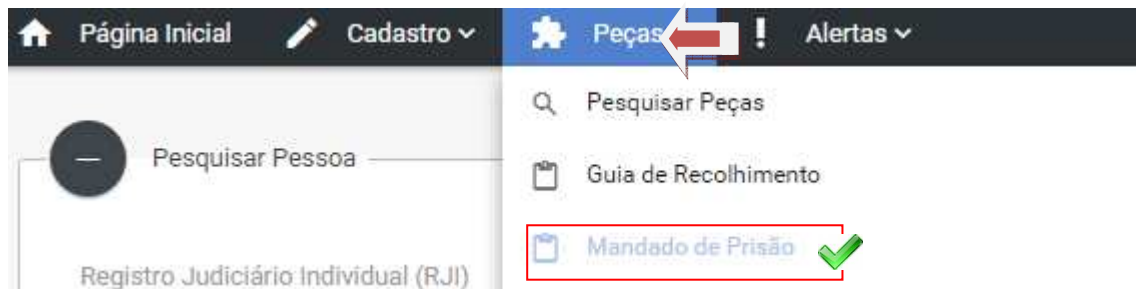 Página Inicial Cadastro Peças Alertas
Pesquisar Peças
Pesquisar Pessoa
Guia de Recolhimento
Mandado de Prisão
Registro Judiciário Individual (RJI)